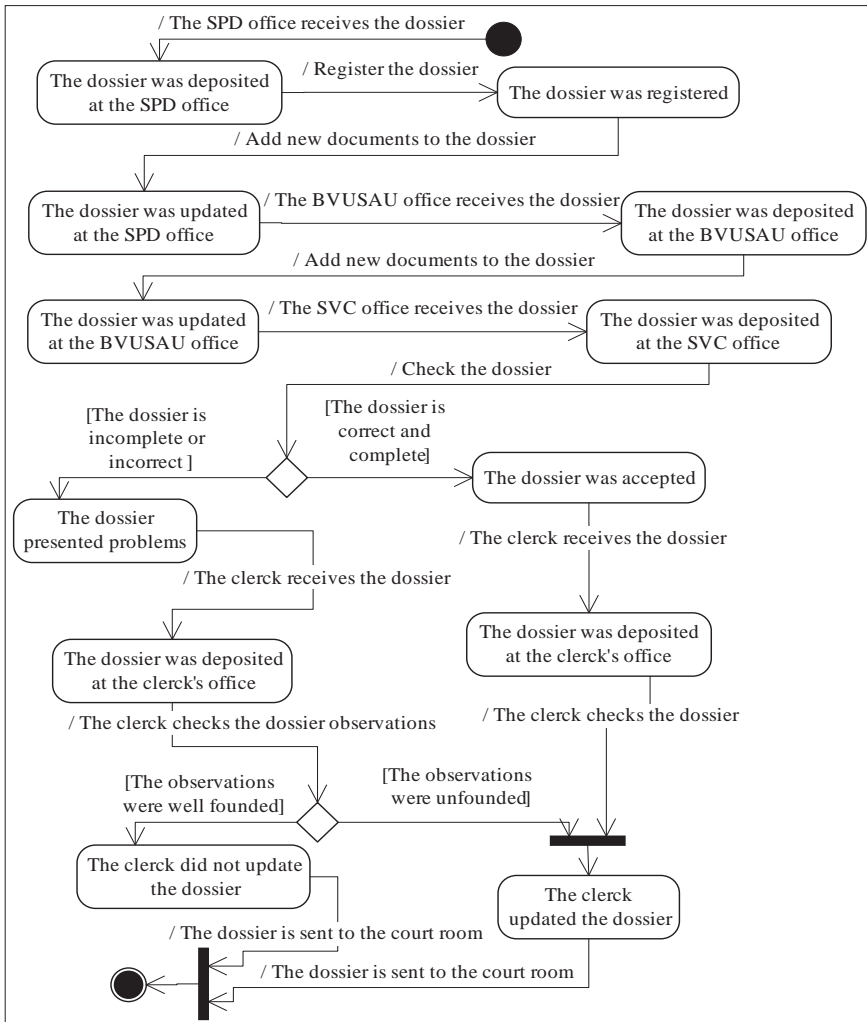 / The SPD office receives the dossier
The dossier was deposited
at the SPD office
/ Register the dossier
The dossier was registered
/ Add new documents to the dossier
The dossier was updated
at the SPD office
/ The BVUSAU office receives the dossier
The dossier was deposited
at the BVUSAU office
/ Add new documents to the dossier
The dossier was updated
at the BVUSAU office
/ The SVC office receives the dossier
The dossier was deposited
at the SVC office
/ Check the dossier
[The dossier is
incomplete or
incorrect ]
[The dossier is
correct and
complete]
The dossier was accepted
The dossier
presented problems
/ The clerck receives the dossier
/ The clerck receives the dossier
The dossier was deposited
at the clerck's office
The dossier was deposited
at the clerck's office
/ The clerck checks the dossier observations
/ The clerck checks the dossier
[The observations
were well founded]
[The observations
were unfounded]
The clerck did not update
the dossier
The clerck
updated the dossier
/ The dossier is sent to the court room
/ The dossier is sent to the court room